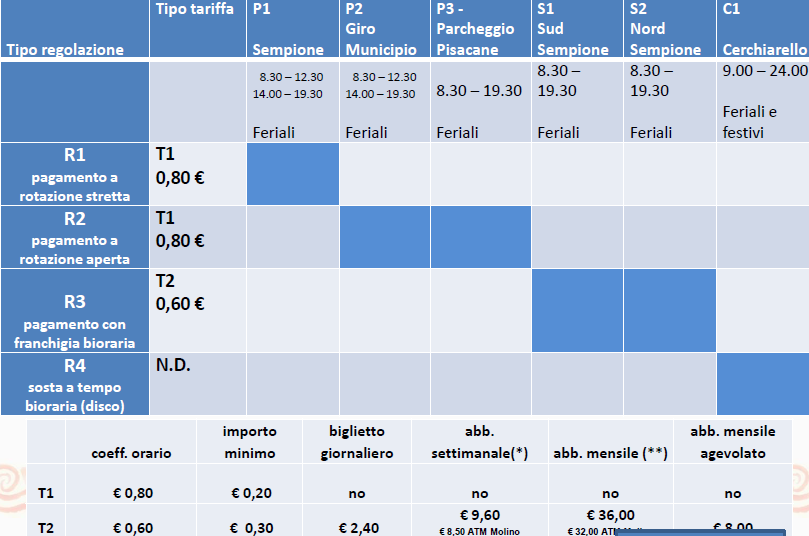 Tipo regolazione
Tipo tariffa
P1
Sempione
P2
Giro
Municipio
P3 -
Parcheggio
Pisacane
S1
Sud
Sempione
S2
Nord
Sempione
C1
Cerchiarello
8.30 – 12.30
14.00 – 19.30
Feriali
8.30 – 12.30
14.00 – 19.30
Feriali
8.30 – 19.30
Feriali
8.30 –
19.30
Feriali
8.30 –
19.30
Feriali
9.00 – 24.00
Feriali e
festivi
R1
pagamento a
rotazione stretta
T1
0,80 €
R2
pagamento a
rotazione aperta
T1
0,80 €
R3
pagamento con
franchigia bioraria
T2
0,60 €
R4
sosta a tempo
bioraria (disco)
N.D.
coeff. orario
importo
minimo
biglietto
giornaliero
abb.
settimanale(*)
abb. mensile (**)
abb. mensile
agevolato
T1
€ 0,80
€ 0,20
no
no
no
no
T2
€ 0,60
€ 0,30
€ 2,40
€ 9,60
€ 8,50 ATM Molino
€ 36,00
€ 32,00 ATM
€ 8,00